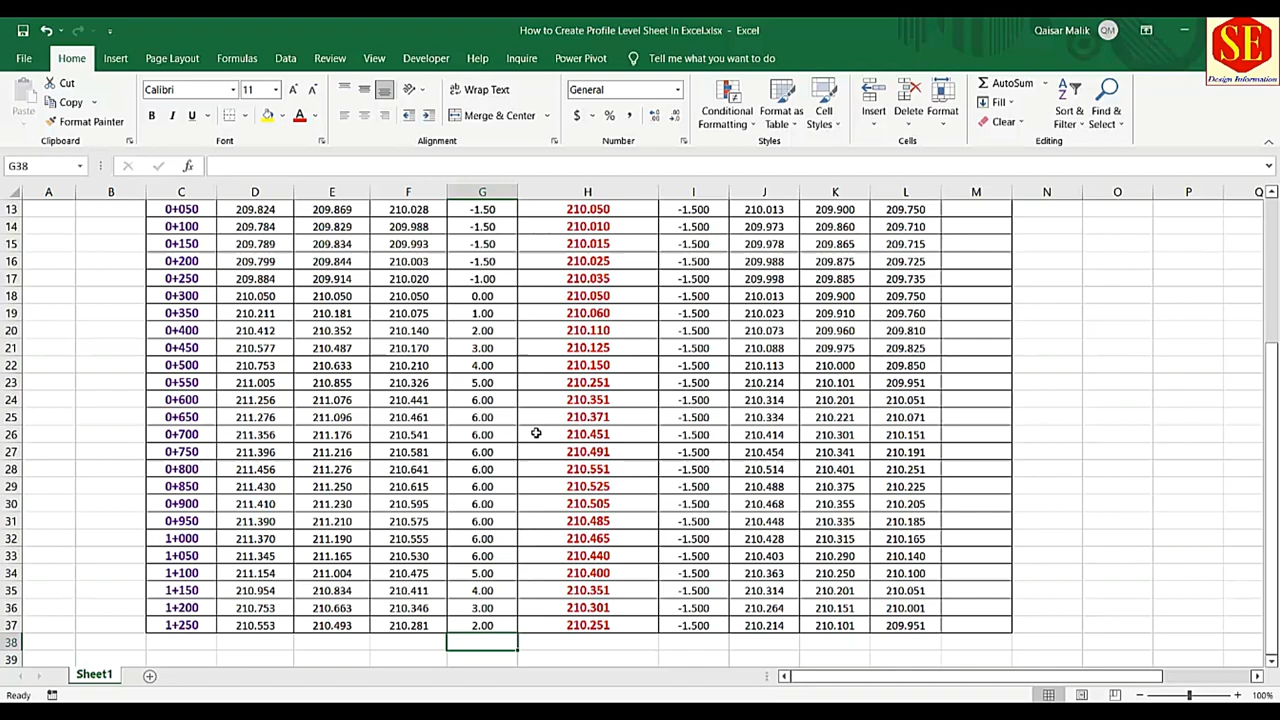 How to Create Profile Level Sheet In Excel.xlsx - Excel
Qaisar Malik QM
SE
Design Information
File Home Insert Page Layout Formulas Data Review View Developer Help Inquire Power Pivot Tell me what you want to do
Paste
Cut
Copy
Format Painter
Calibri 11
B I U
Wrap Text
Merge & Center
General
$ % ,
Conditional Formatting
Format as Table
Cell Styles
Insert
Delete
Format
AutoSum
Fill
Clear
Sort & Filter
Find & Select
Clipboard Font Alignment Number Styles Cells Editing
G38 fx
A B C D E F G H I J K L M N O P Q
13 0+050 209.824 209.869 210.028 -1.50 210.050 -1.500 210.013 209.900 209.750
14 0+100 209.784 209.829 209.988 -1.50 210.010 -1.500 209.973 209.860 209.710
15 0+150 209.789 209.834 209.993 -1.50 210.015 -1.500 209.978 209.865 209.715
16 0+200 209.799 209.844 210.003 -1.50 210.025 -1.500 209.988 209.875 209.725
17 0+250 209.884 209.914 210.020 -1.00 210.035 -1.500 209.998 209.885 209.735
18 0+300 210.050 210.050 210.050 0.00 210.050 -1.500 210.013 209.900 209.750
19 0+350 210.211 210.181 210.075 1.00 210.060 -1.500 210.023 209.910 209.760
20 0+400 210.412 210.352 210.140 2.00 210.110 -1.500 210.073 209.960 209.810
21 0+450 210.577 210.487 210.170 3.00 210.125 -1.500 210.088 209.975 209.825
22 0+500 210.753 210.633 210.210 4.00 210.150 -1.500 210.113 210.000 209.850
23 0+550 211.005 210.855 210.326 5.00 210.251 -1.500 210.214 210.101 209.951
24 0+600 211.256 211.076 210.441 6.00 210.351 -1.500 210.314 210.201 210.051
25 0+650 211.276 211.096 210.461 6.00 210.371 -1.500 210.334 210.221 210.071
26 0+700 211.356 211.176 210.541 6.00 210.451 -1.500 210.414 210.301 210.151
27 0+750 211.396 211.216 210.581 6.00 210.491 -1.500 210.454 210.341 210.191
28 0+800 211.456 211.276 210.641 6.00 210.551 -1.500 210.514 210.401 210.251
29 0+850 211.430 211.250 210.615 6.00 210.525 -1.500 210.488 210.375 210.225
30 0+900 211.410 211.230 210.595 6.00 210.505 -1.500 210.468 210.355 210.205
31 0+950 211.390 211.210 210.575 6.00 210.485 -1.500 210.448 210.335 210.185
32 1+000 211.370 211.190 210.555 6.00 210.465 -1.500 210.428 210.315 210.165
33 1+050 211.345 211.165 210.530 6.00 210.440 -1.500 210.403 210.290 210.140
34 1+100 211.154 211.004 210.475 5.00 210.400 -1.500 210.363 210.250 210.100
35 1+150 210.954 210.834 210.411 4.00 210.351 -1.500 210.314 210.201 210.051
36 1+200 210.753 210.663 210.346 3.00 210.301 -1.500 210.264 210.151 210.001
37 1+250 210.553 210.493 210.281 2.00 210.251 -1.500 210.214 210.101 209.951
38
39
Sheet1
Ready 100%